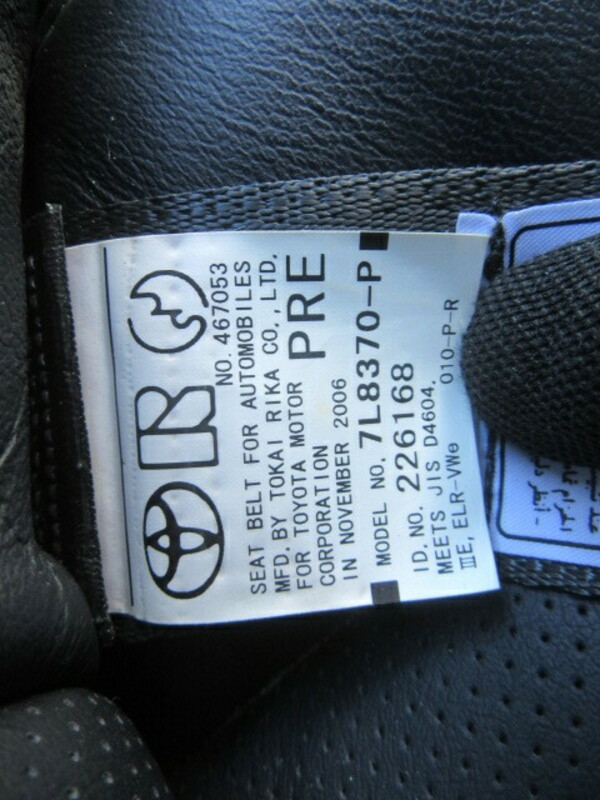 NO. 467053
SEAT BELT FOR AUTOMOBILES
MFD. BY TOKAI RIKA CO., LTD.
FOR TOYOTA MOTOR
CORPORATION
PRE
IN NOVEMBER 2006
MODEL NO. 7L8370-P
ID. NO. 226168
MEETS JIS D4604.
ⅢE, ELR-VWe
010-P-R